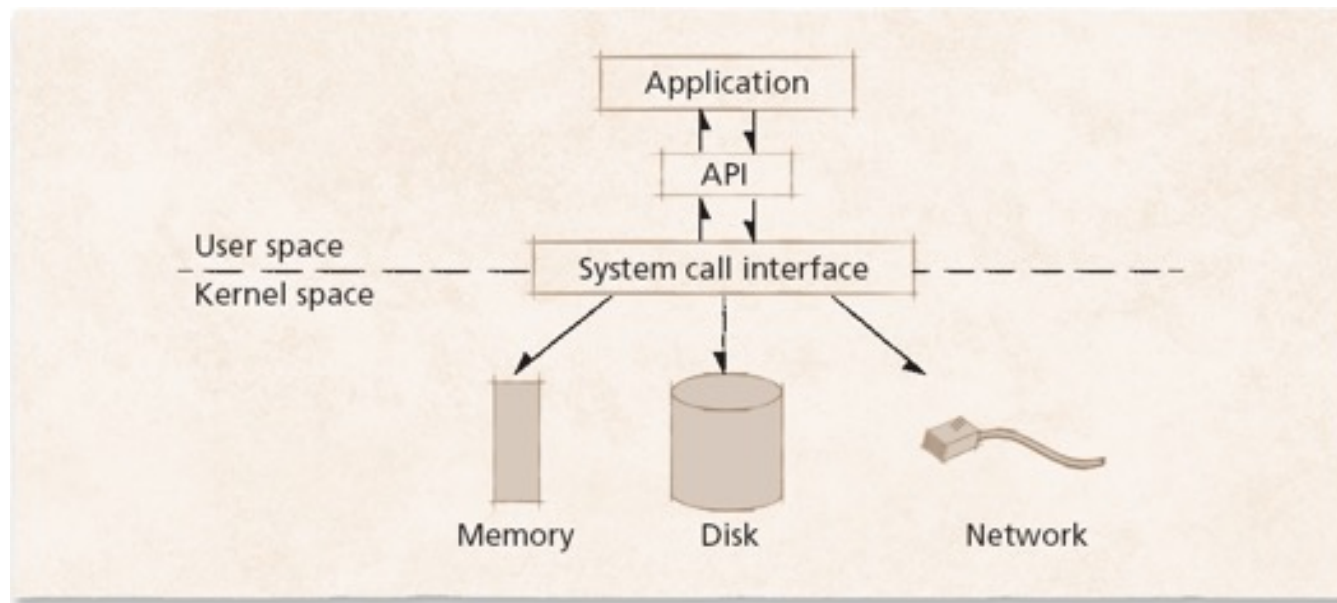 Application
API
User space
System call interface
Kernel space
Memory
Disk
Network